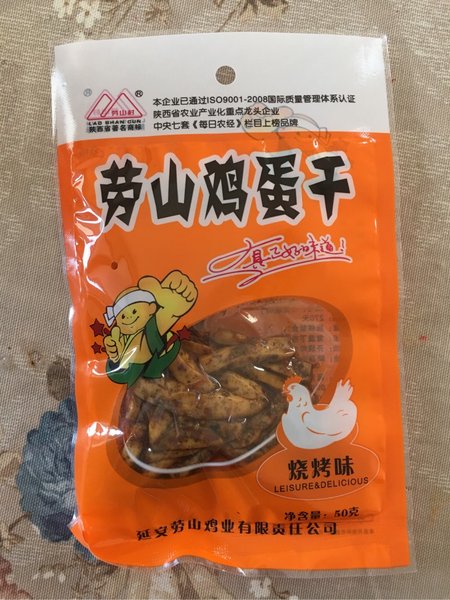 本企业已通过ISO9001-2008国际质量管理体系认证
陕西省农业产业化重点龙头企业
中央七套《每日农经》栏目上榜品牌
® ®
劳山村
LAO SHAN CUN
陕西省著名商标
劳山鸡蛋干
真正好味道!
烧烤味
LEISURE&DELICIOUS
净含量：50克
延安劳山鸡业有限责任公司